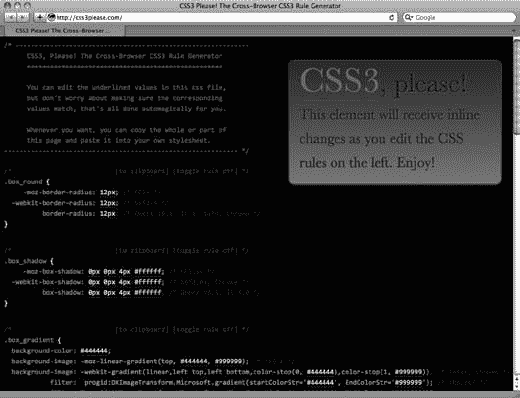 CSS3 Please! The Cross-Browser CSS3 Rule Generator
http://css3please.com/
Google
CSS3 Please! The Cross-Browser ...
/* ----------------------------------------------------------
CSS3, Please! The Cross-Browser CSS3 Rule Generator
====================================================
You can edit the underlined values in this css file,
but don't worry about making sure the corresponding
values match, that's all done automatically for you.
Whenever you want, you can copy the whole or part of
this page and paste it into your own stylesheet.
---------------------------------------------------------- */
CSS3, please!
This element will receive inline
changes as you edit the CSS
rules on the left. Enjoy!
/* [to clipboard] [toggle rule off] */
.box_round {
-moz-border-radius: 12px;
-webkit-border-radius: 12px;
border-radius: 12px
}
/* [to clipboard] [toggle rule off] */
.box_shadow {
-moz-box-shadow: 0px 0px 4px #ffffff;
-webkit-box-shadow: 0px 0px 4px #ffffff;
box-shadow: 0px 0px 4px #ffffff
}
/* [to clipboard] [toggle rule off] */
.box_gradient {
background-color: #444444;
background-image: -moz-linear-gradient(top, #444444, #999999);
background-image: -webkit-gradient(linear,left top,left bottom,color-stop(0, #444444),color-stop(1, #999999))
filter: progid:DXImageTransform.Microsoft.gradient(startColorStr='#444444', EndColorStr='#999999');